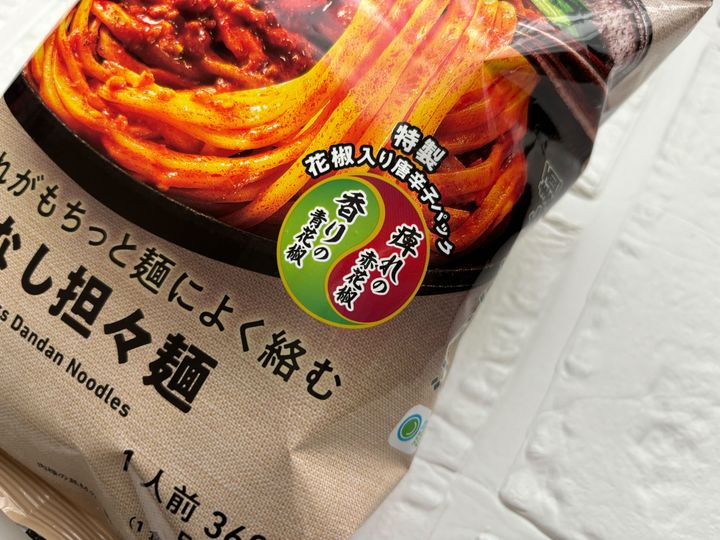 特製
花椒入り唐辛子パック
香りの
青花椒
痺れの
赤花椒
れがもちっと麺によく絡む
なし担々麺
ss Dandan Noodles
1人前 36